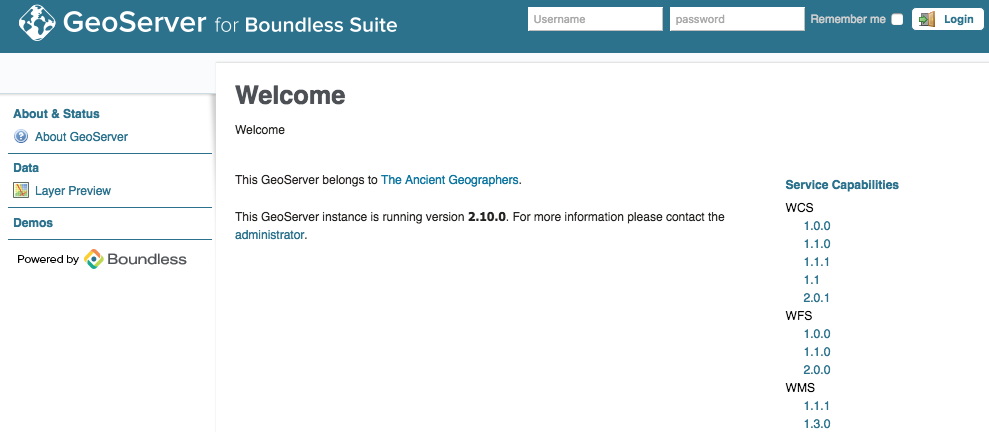 GeoServer for Boundless Suite
Username
password
Remember me
Login
About & Status
About GeoServer
Data
Layer Preview
Demos
Powered by Boundless
Welcome
Welcome
This GeoServer belongs to The Ancient Geographers.
This GeoServer instance is running version 2.10.0. For more information please contact the
administrator.
Service Capabilities
WCS
1.0.0
1.1.0
1.1.1
1.1
2.0.1
WFS
1.0.0
1.1.0
2.0.0
WMS
1.1.1
1.3.0